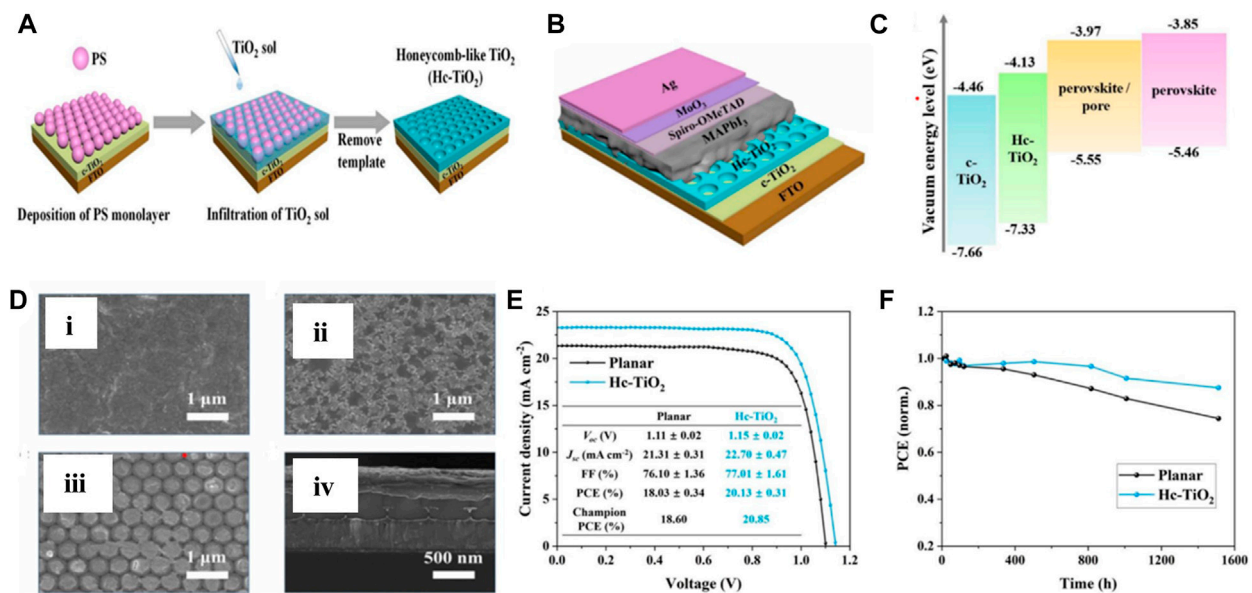 A
PS
TiO₂ sol
Honeycomb-like TiO₂
(Hc-TiO₂)
Remove
template
c-TiO₂
FTO
c-TiO₂
FTO
c-TiO₂
FTO
Deposition of PS monolayer
Infiltration of TiO₂ sol
B
Ag
MoO₃
Spiro-OMeTAD
MAPbI₃
Hc-TiO₂
c-TiO₂
FTO
C
Vacuum energy level (eV)
-4.46
-4.13
-3.97
-3.85
c-
TiO₂
Hc-
TiO₂
perovskite /
pore
perovskite
-7.66
-7.33
-5.55
-5.46
D
i
1 μm
ii
1 μm
iii
1 μm
iv
500 nm
E
Current density (mA cm⁻²)
25
20
15
10
5
0
Planar
Hc-TiO₂
Planar Hc-TiO₂
Voc (V) 1.11 ± 0.02 1.15 ± 0.02
Jsc (mA cm⁻²) 21.31 ± 0.31 22.70 ± 0.47
FF (%) 76.10 ± 1.36 77.01 ± 1.61
PCE (%) 18.03 ± 0.34 20.13 ± 0.31
Champion
PCE (%) 18.60 20.85
0.0 0.2 0.4 0.6 0.8 1.0 1.2
Voltage (V)
F
PCE (norm.)
1.2
1.0
0.8
0.6
0.4
0.2
Planar
Hc-TiO₂
0 400 800 1200 1600
Time (h)